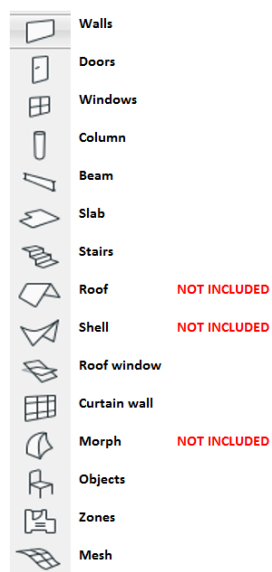 Walls
Doors
Windows
Column
Beam
Slab
Stairs
Roof NOT INCLUDED
Shell NOT INCLUDED
Roof window
Curtain wall
Morph NOT INCLUDED
Objects
Zones
Mesh